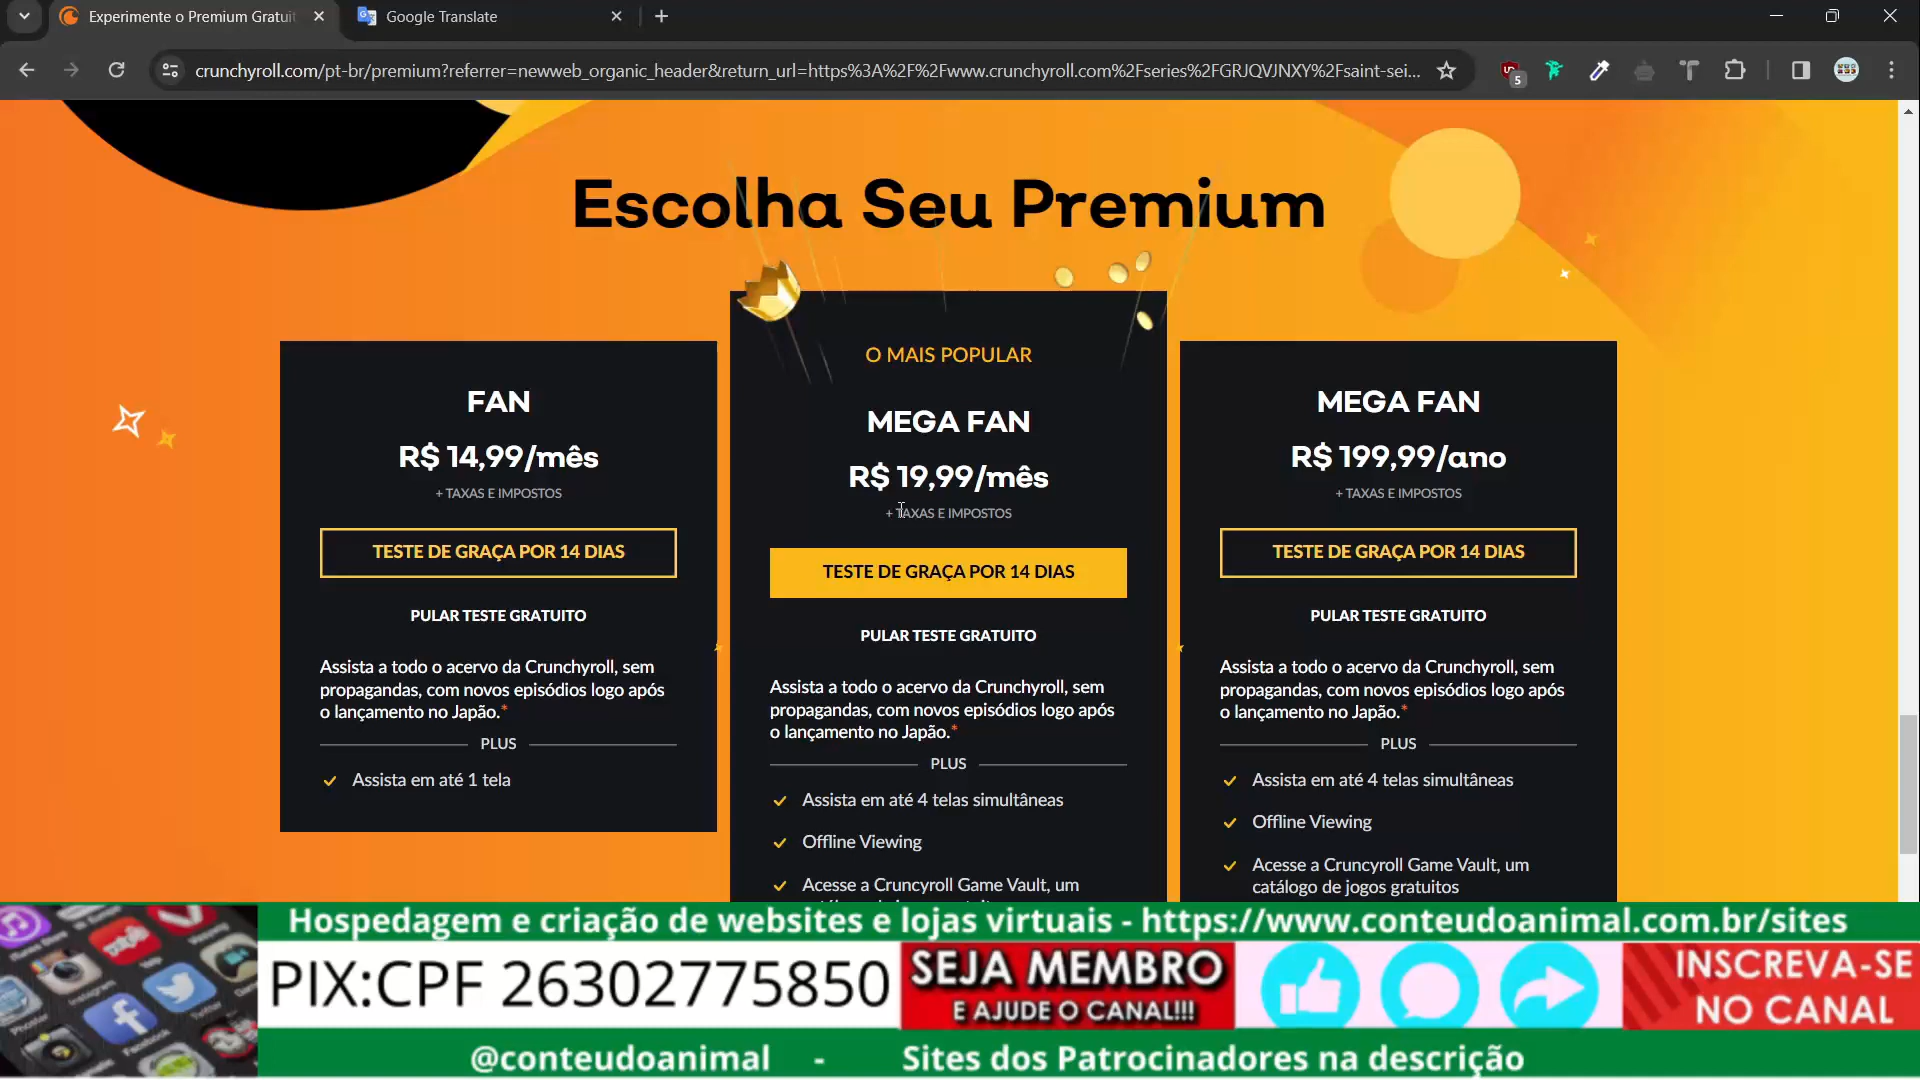 Experimente o Premium Gratuit
Google Translate
crunchyroll.com/pt-br/premium?referrer=newweb_organic_header&return_url=https%3A%2F%2Fwww.crunchyroll.com%2Fseries%2FGRJQVJNXY%2Fsaint-sei...
5
Escolha Seu Premium
FAN
R$ 14,99/mês
+ TAXAS E IMPOSTOS
TESTE DE GRAÇA POR 14 DIAS
PULAR TESTE GRATUITO
Assista a todo o acervo da Crunchyroll, sem
propagandas, com novos episódios logo após
o lançamento no Japão.*
PLUS
Assista em até 1 tela
O MAIS POPULAR
MEGA FAN
R$ 19,99/mês
+ TAXAS E IMPOSTOS
TESTE DE GRAÇA POR 14 DIAS
PULAR TESTE GRATUITO
Assista a todo o acervo da Crunchyroll, sem
propagandas, com novos episódios logo após
o lançamento no Japão.*
PLUS
Assista em até 4 telas simultâneas
Offline Viewing
Acesse a Cruncyroll Game Vault, um
MEGA FAN
R$ 199,99/ano
+ TAXAS E IMPOSTOS
TESTE DE GRAÇA POR 14 DIAS
PULAR TESTE GRATUITO
Assista a todo o acervo da Crunchyroll, sem
propagandas, com novos episódios logo após
o lançamento no Japão.*
PLUS
Assista em até 4 telas simultâneas
Offline Viewing
Acesse a Cruncyroll Game Vault, um
catálogo de jogos gratuitos
Hospedagem e criação de websites e lojas virtuais - https://www.conteudoanimal.com.br/sites
PIX:CPF 26302775850
SEJA MEMBRO
E AJUDE O CANAL!!!
INSCREVA-SE
NO CANAL
@conteudoanimal - Sites dos Patrocinadores na descrição